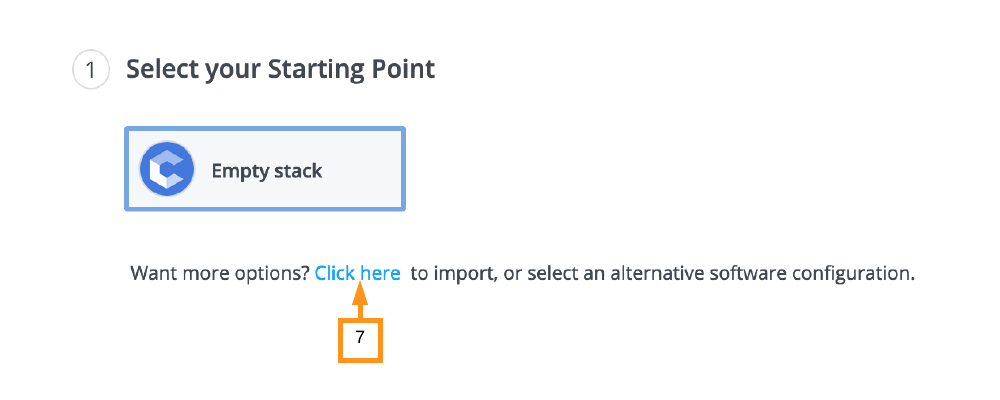 1 Select your Starting Point
Empty stack
Want more options? Click here to import, or select an alternative software configuration.
7